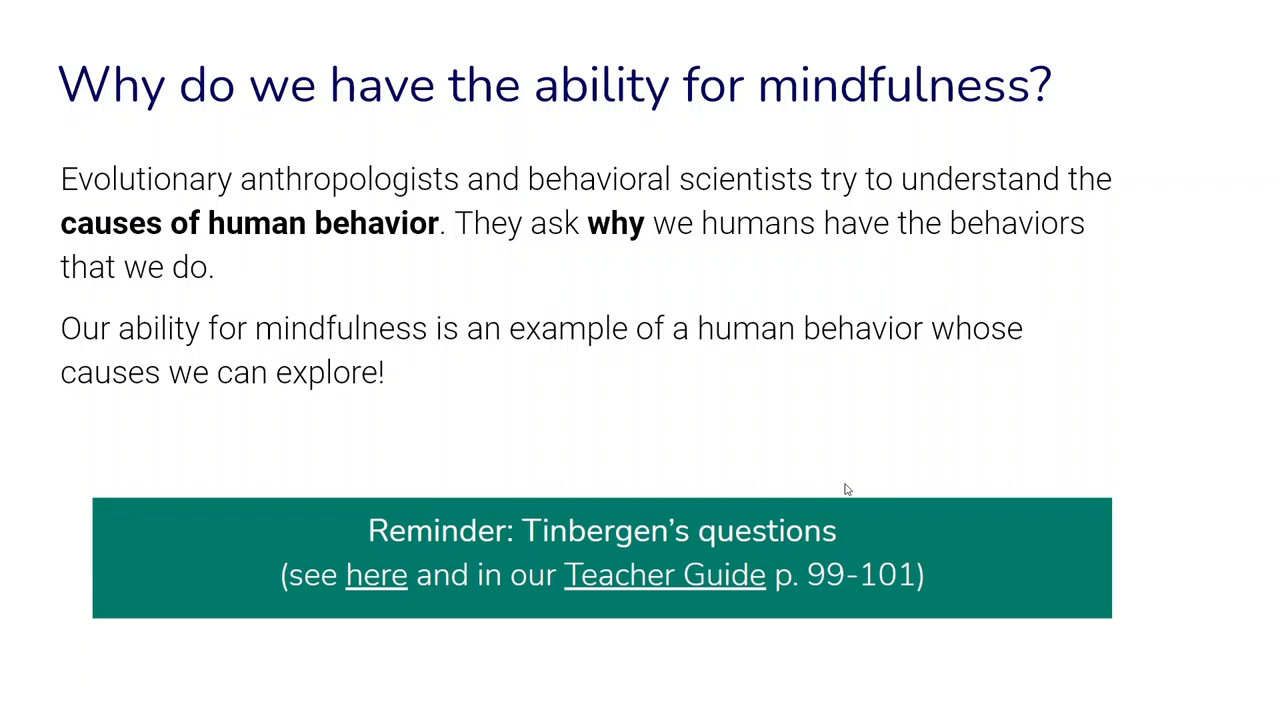 Why do we have the ability for mindfulness?
Evolutionary anthropologists and behavioral scientists try to understand the
causes of human behavior. They ask why we humans have the behaviors
that we do.
Our ability for mindfulness is an example of a human behavior whose
causes we can explore!
Reminder: Tinbergen’s questions
(see here and in our Teacher Guide p. 99-101)